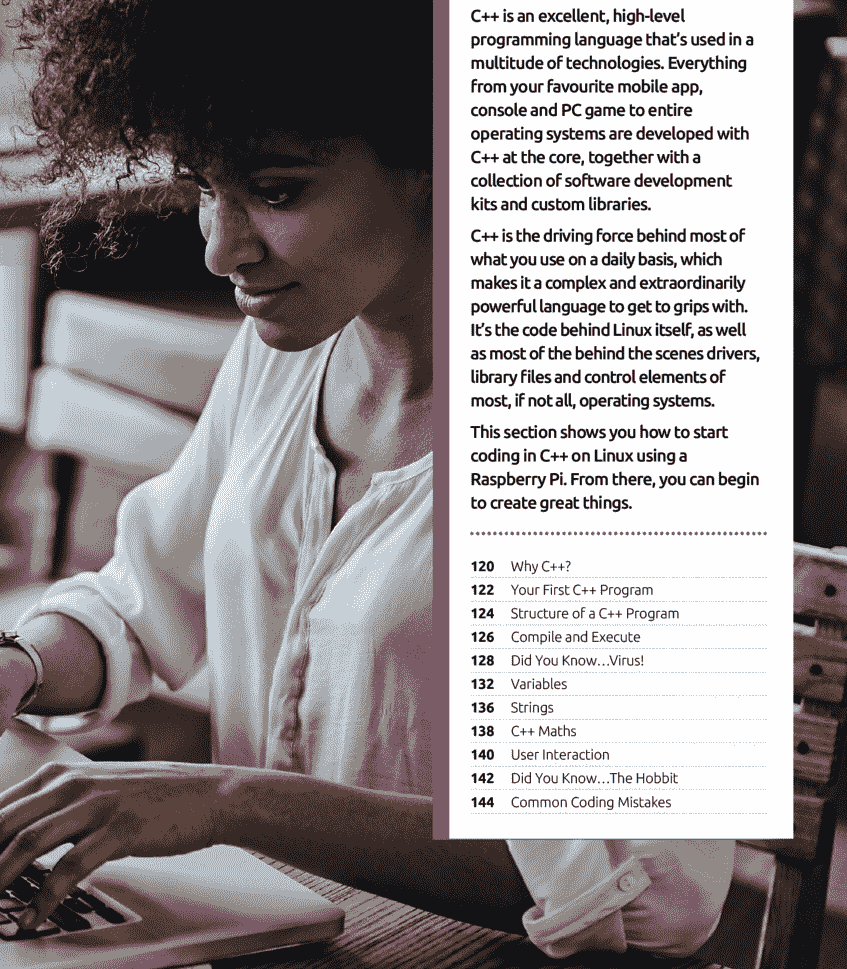 C++ is an excellent, high-level
programming language that's used in a
multitude of technologies. Everything
from your favourite mobile app,
console and PC game to entire
operating systems are developed with
C++ at the core, together with a
collection of software development
kits and custom libraries.
C++ is the driving force behind most of
what you use on a daily basis, which
makes it a complex and extraordinarily
powerful language to get to grips with.
It's the code behind Linux itself, as well
as most of the behind the scenes drivers,
library files and control elements of
most, if not all, operating systems.
This section shows you how to start
coding in C++ on Linux using a
Raspberry Pi. From there, you can begin
to create great things.
120 Why C++?
122 Your First C++ Program
124 Structure of a C++ Program
126 Compile and Execute
128 Did You Know...Virus!
132 Variables
136 Strings
138 C++ Maths
140 User Interaction
142 Did You Know...The Hobbit
144 Common Coding Mistakes